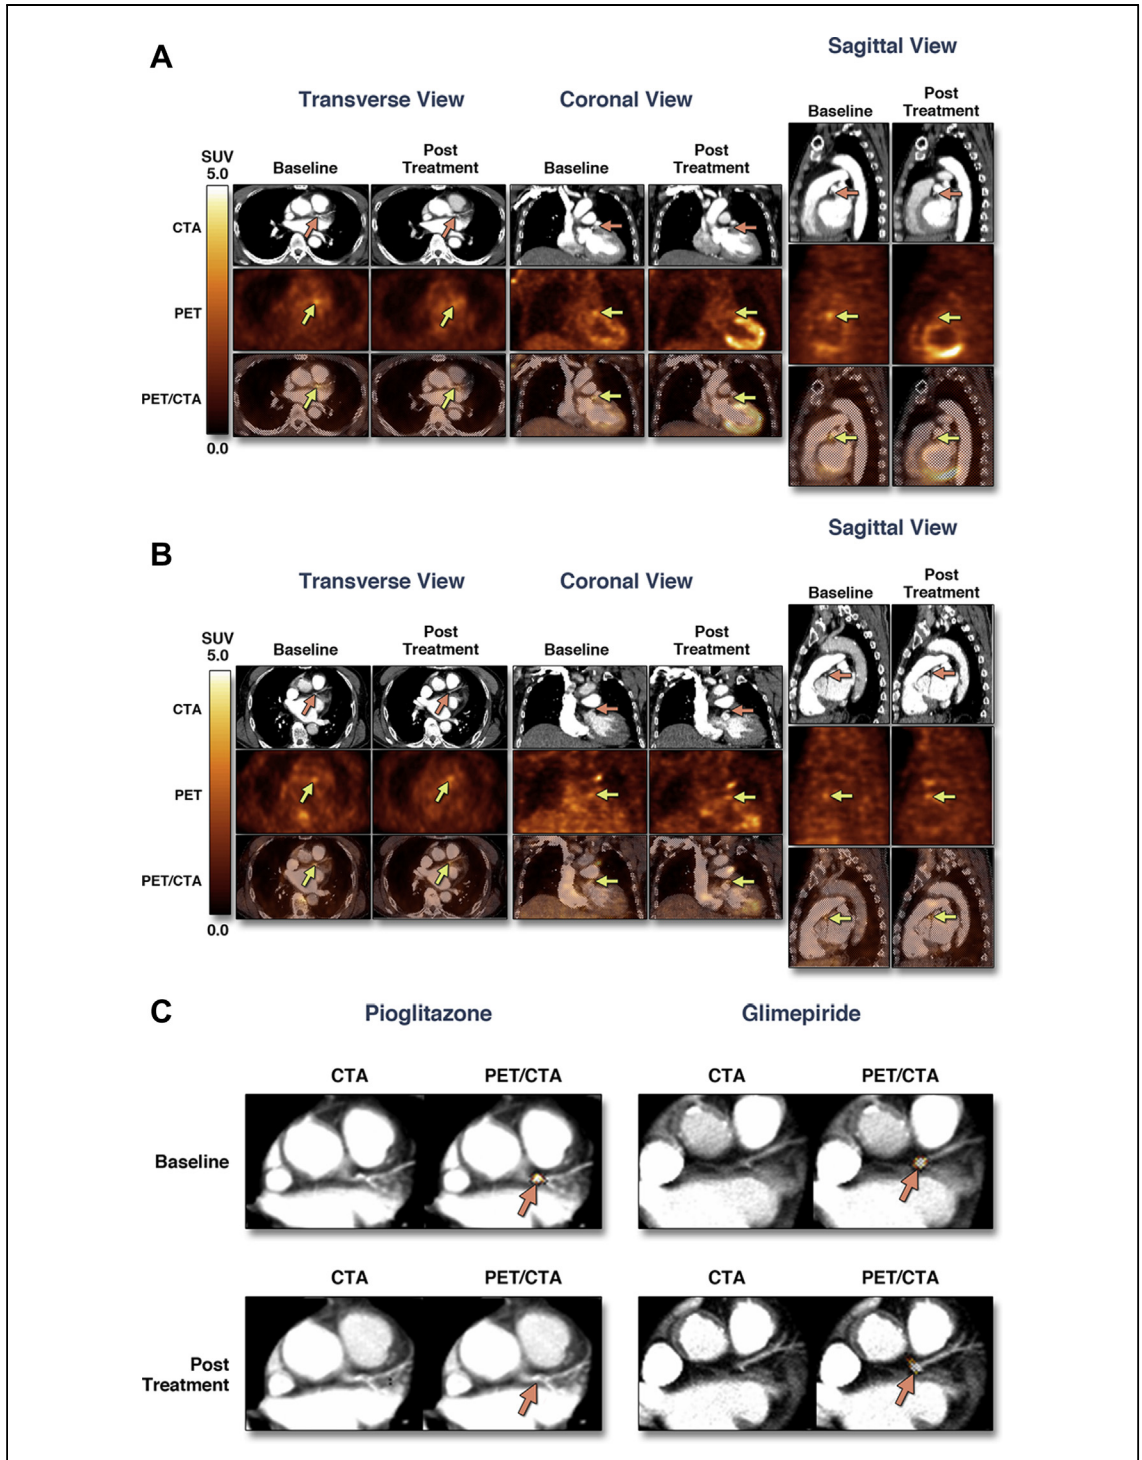 A
Sagittal View
Transverse View
Coronal View
Baseline
Post
Treatment
SUV
5.0
Baseline
Post
Treatment
Baseline
Post
Treatment
CTA
PET
PET/CTA
0.0
B
Sagittal View
Transverse View
Coronal View
Baseline
Post
Treatment
SUV
5.0
Baseline
Post
Treatment
Baseline
Post
Treatment
CTA
PET
PET/CTA
0.0
C
Pioglitazone
Glimepiride
CTA
PET/CTA
CTA
PET/CTA
Baseline
CTA
PET/CTA
CTA
PET/CTA
Post
Treatment